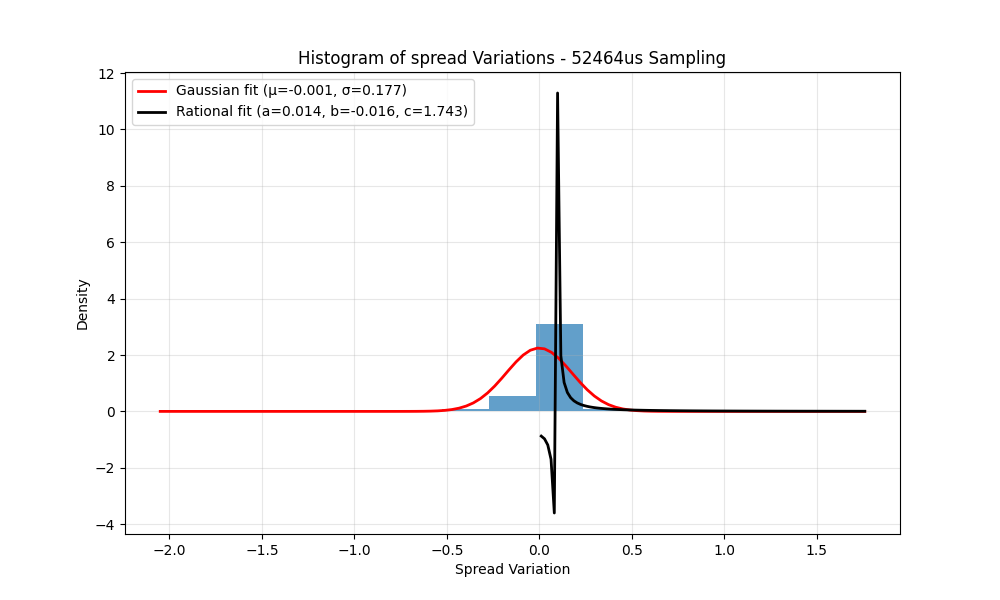 Histogram of spread Variations - 52464us Sampling
Gaussian fit (μ=-0.001, σ=0.177)
Rational fit (a=0.014, b=-0.016, c=1.743)
Density
12
10
8
6
4
2
0
−2
−4
−2.0 −1.5 −1.0 −0.5 0.0 0.5 1.0 1.5
Spread Variation